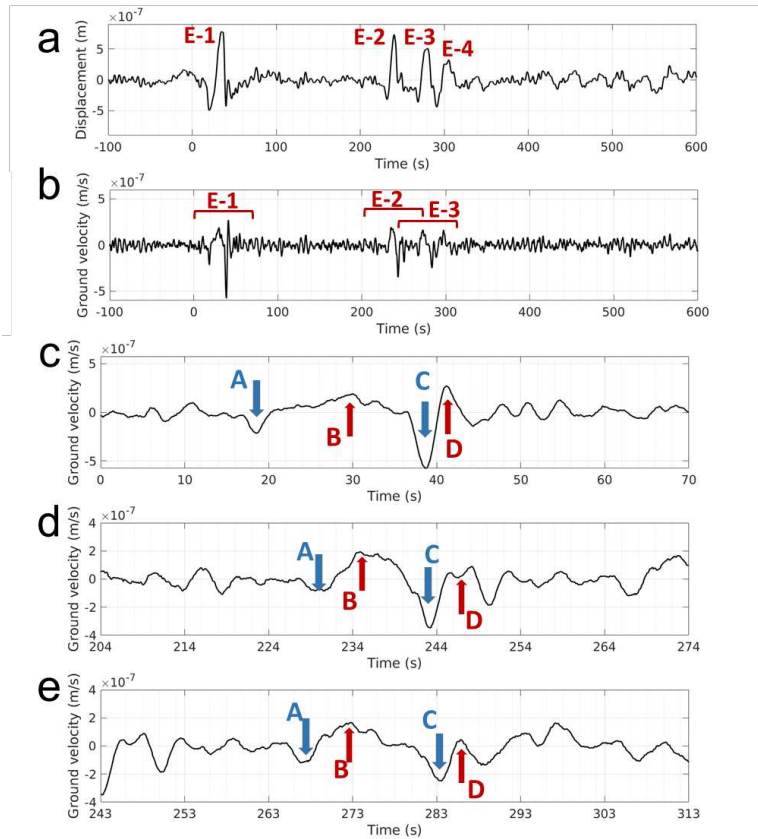 a
×10⁻⁷
E-1 E-2 E-3 E-4
Displacement (m)
5
0
-5
-100 0 100 200 300 400 500 600
Time (s)
b
×10⁻⁷
E-1 E-2 E-3
Ground velocity (m/s)
5
0
-5
-100 0 100 200 300 400 500 600
Time (s)
c
×10⁻⁷
A B C D
Ground velocity (m/s)
5
0
-5
0 10 20 30 40 50 60 70
Time (s)
d
×10⁻⁷
A B C D
Ground velocity (m/s)
4
2
0
-2
-4
204 214 224 234 244 254 264 274
Time (s)
e
×10⁻⁷
A B C D
Ground velocity (m/s)
4
2
0
-2
-4
243 253 263 273 283 293 303 313
Time (s)